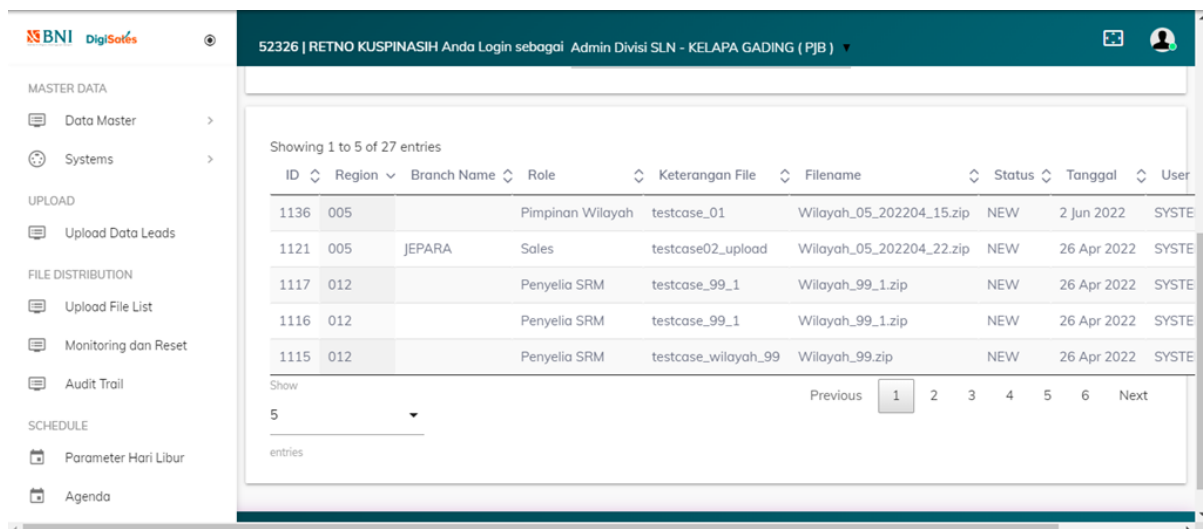 BNI DigiSales
52326 | RETNO KUSPINASIH Anda Login sebagai Admin Divisi SLN - KELAPA GADING ( PJB )
MASTER DATA
Data Master
Systems
UPLOAD
Upload Data Leads
FILE DISTRIBUTION
Upload File List
Monitoring dan Reset
Audit Trail
SCHEDULE
Parameter Hari Libur
Agenda
Showing 1 to 5 of 27 entries
ID Region Branch Name Role Keterangan File Filename Status Tanggal User
1136 005 Pimpinan Wilayah testcase_01 Wilayah_05_202204_15.zip NEW 2 Jun 2022 SYSTE
1121 005 JEPARA Sales testcase02_upload Wilayah_05_202204_22.zip NEW 26 Apr 2022 SYSTE
1117 012 Penyelia SRM testcase_99_1 Wilayah_99_1.zip NEW 26 Apr 2022 SYSTE
1116 012 Penyelia SRM testcase_99_1 Wilayah_99_1.zip NEW 26 Apr 2022 SYSTE
1115 012 Penyelia SRM testcase_wilayah_99 Wilayah_99.zip NEW 26 Apr 2022 SYSTE
Show
5
entries
Previous 1 2 3 4 5 6 Next